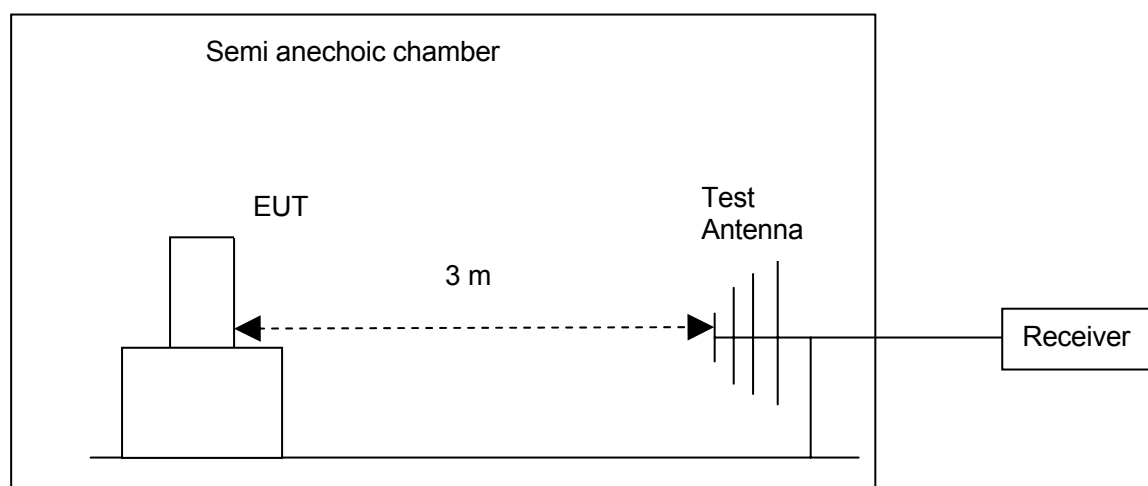 Semi anechoic chamber
EUT
Test
Antenna
3 m
Receiver